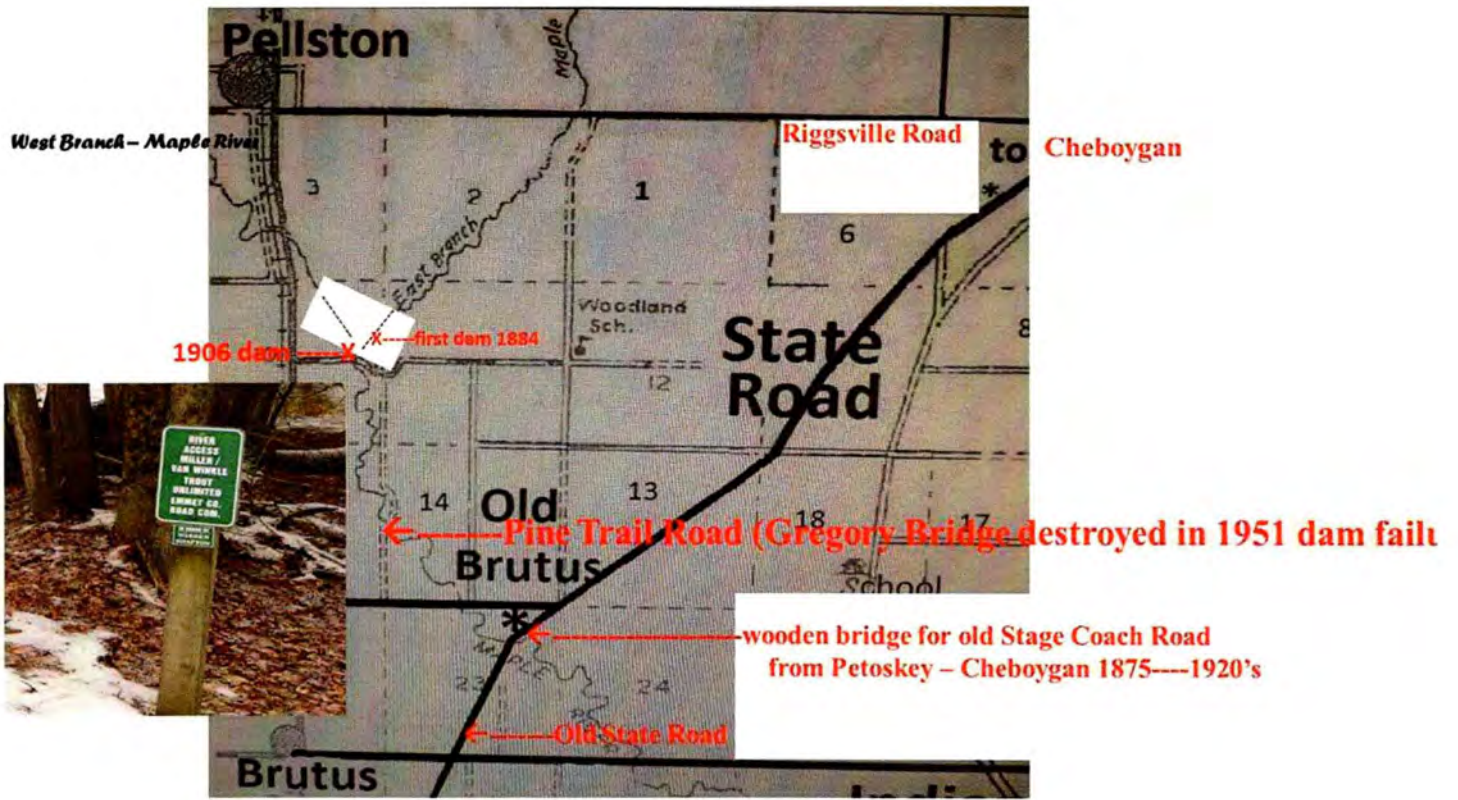 Pellston
Maple
West Branch – Maple River
Riggsville Road
to Cheboygan
*
3
2
1
6
East Branch
Woodland
Sch.
8
State
Road
X----first dam 1884
1906 dam -----X
12
RIVER
ACCESS
MILLER /
VAN WINKLE
TROUT
UNLIMITED
EMMET CO.
ROAD COM.
14
Old
13
18
17
←------Pine Trail Road (Gregory Bridge destroyed in 1951 dam failt
Brutus
School
*
←--------------wooden bridge for old Stage Coach Road
from Petoskey – Cheboygan 1875----1920's
MAPLE
23
24
←------Old State Road
Brutus